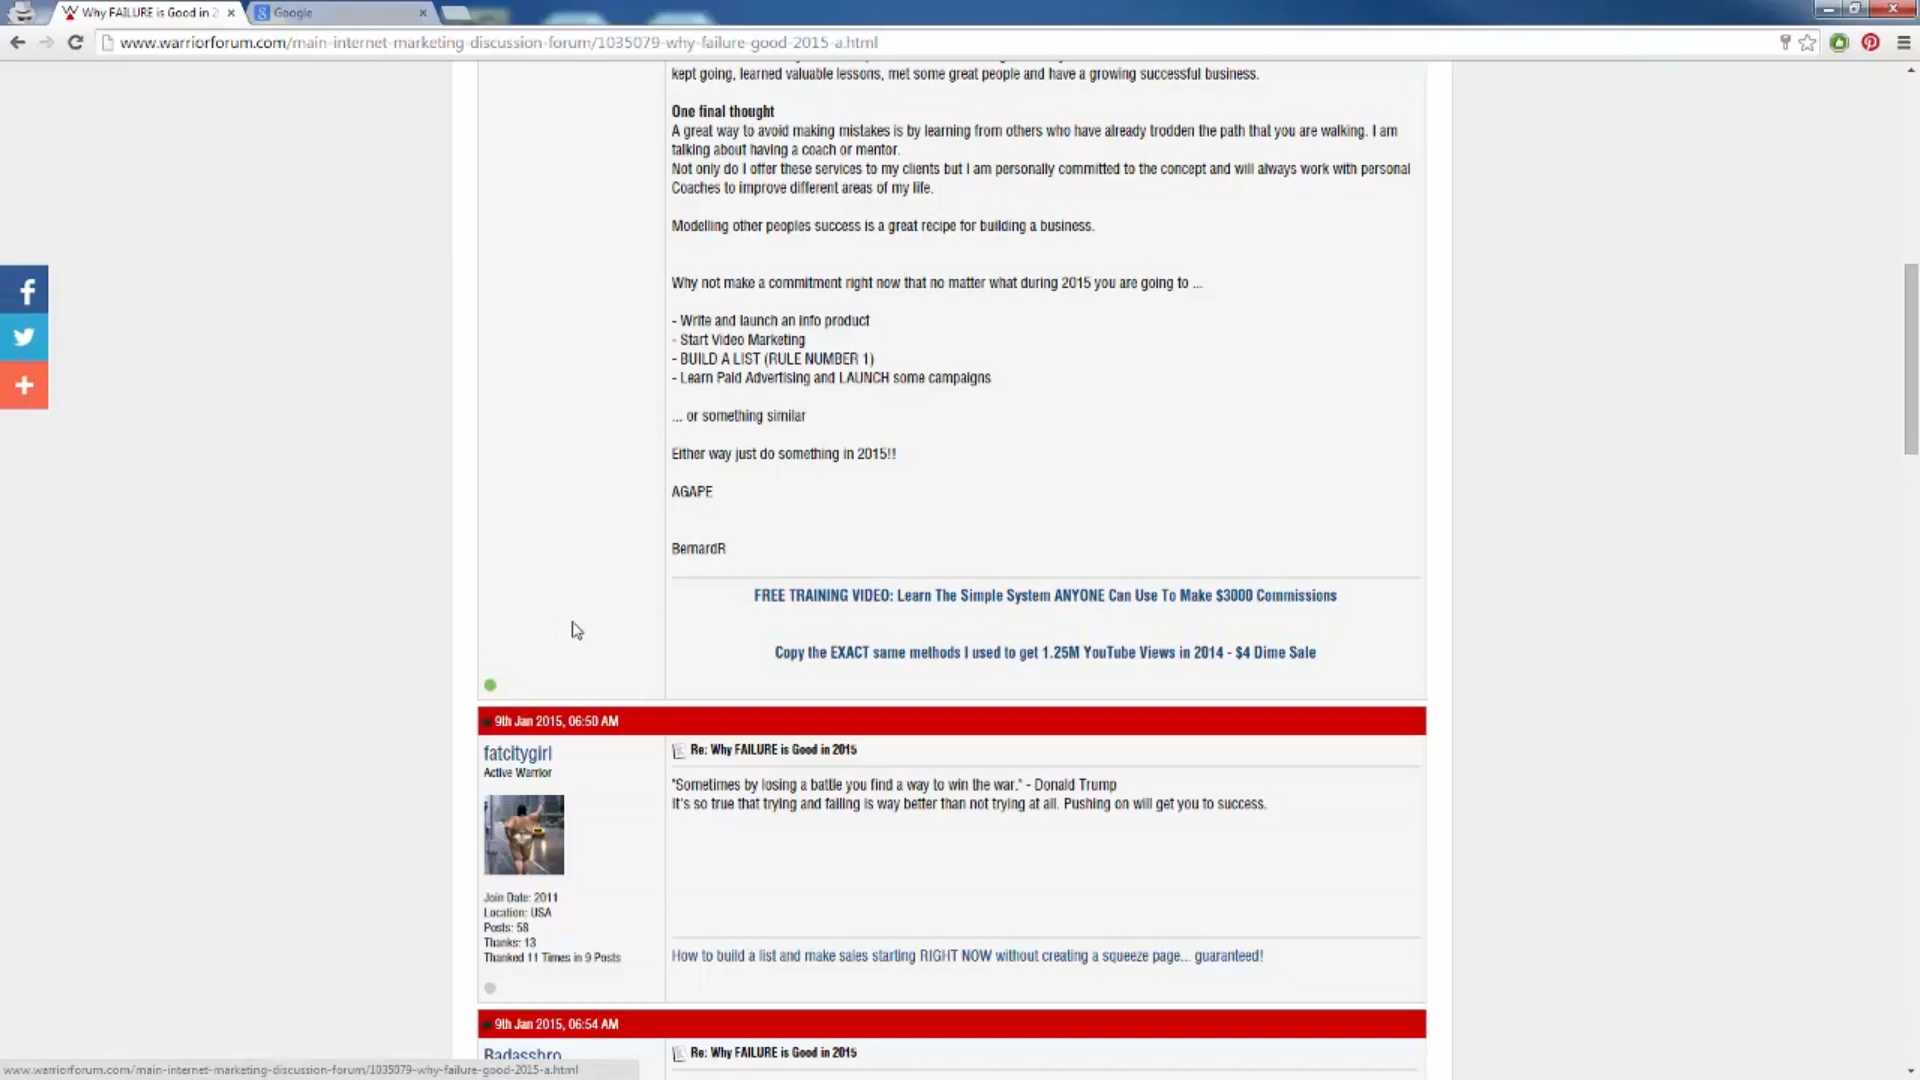 Why FAILURE is Good in 2
Google
www.warriorforum.com/main-internet-marketing-discussion-forum/1035079-why-failure-good-2015-a.html
kept going, learned valuable lessons, met some great people and have a growing successful business.
One final thought
A great way to avoid making mistakes is by learning from others who have already trodden the path that you are walking. I am
talking about having a coach or mentor.
Not only do I offer these services to my clients but I am personally committed to the concept and will always work with personal
Coaches to improve different areas of my life.
Modelling other peoples success is a great recipe for building a business.
Why not make a commitment right now that no matter what during 2015 you are going to ...
- Write and launch an info product
- Start Video Marketing
- BUILD A LIST (RULE NUMBER 1)
- Learn Paid Advertising and LAUNCH some campaigns
... or something similar
Either way just do something in 2015!!
AGAPE
BernardR
FREE TRAINING VIDEO: Learn The Simple System ANYONE Can Use To Make $3000 Commissions
Copy the EXACT same methods I used to get 1.25M YouTube Views in 2014 - $4 Dime Sale
9th Jan 2015, 06:50 AM
fatcitygirl
Active Warrior
Join Date: 2011
Location: USA
Posts: 58
Thanks: 13
Thanked 11 Times in 9 Posts
Re: Why FAILURE is Good in 2015
"Sometimes by losing a battle you find a way to win the war." - Donald Trump
It's so true that trying and failing is way better than not trying at all. Pushing on will get you to success.
How to build a list and make sales starting RIGHT NOW without creating a squeeze page... guaranteed!
9th Jan 2015, 06:54 AM
Badassbro
Re: Why FAILURE is Good in 2015
www.warriorforum.com/main-internet-marketing-discussion-forum/1035079-why-failure-good-2015-a.html